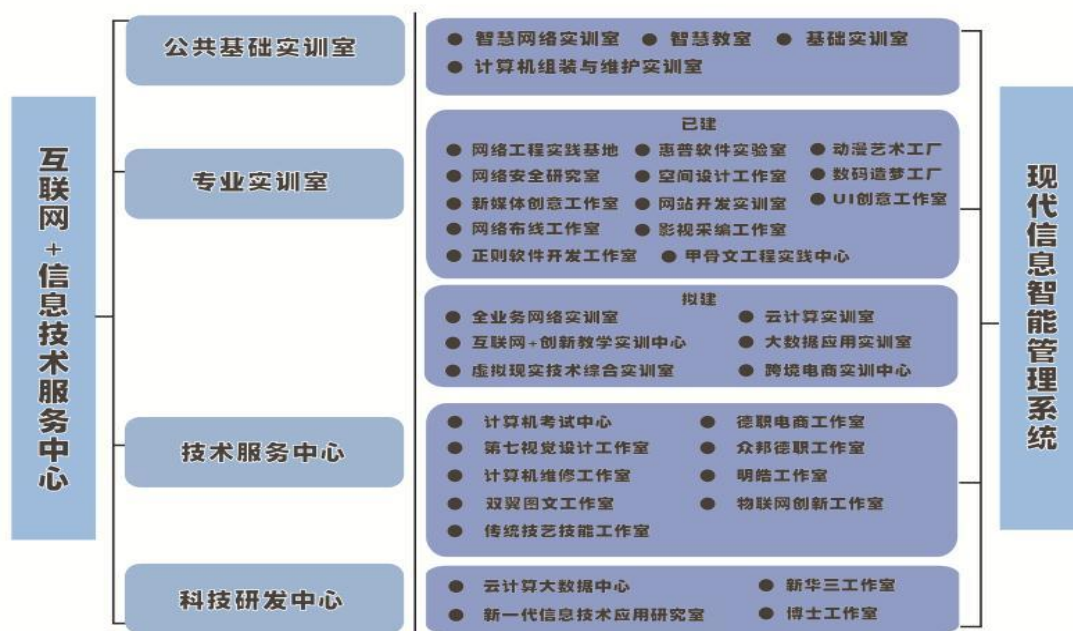 互联网+信息技术服务中心
公共基础实训室
● 智慧网络实训室 ● 智慧教室 ● 基础实训室
● 计算机组装与维护实训室
专业实训室
已建
● 网络工程实践基地 ● 惠普软件实验室 ● 动漫艺术工厂
● 网络安全研究室 ● 空间设计工作室 ● 数码造梦工厂
● 新媒体创意工作室 ● 网站开发实训室 ● UI创意工作室
● 网络布线工作室 ● 影视采编工作室
● 正则软件开发工作室 ● 甲骨文工程实践中心
拟建
● 全业务网络实训室 ● 云计算实训室
● 互联网+创新教学实训中心 ● 大数据应用实训室
● 虚拟现实技术综合实训室 ● 跨境电商实训中心
技术服务中心
● 计算机考试中心 ● 德职电商工作室
● 第七视觉设计工作室 ● 众邦德职工作室
● 计算机维修工作室 ● 明皓工作室
● 双翼图文工作室 ● 物联网创新工作室
● 传统技艺技能工作室
科技研发中心
● 云计算大数据中心 ● 新华三工作室
● 新一代信息技术应用研究室 ● 博士工作室
现代信息智能管理系统